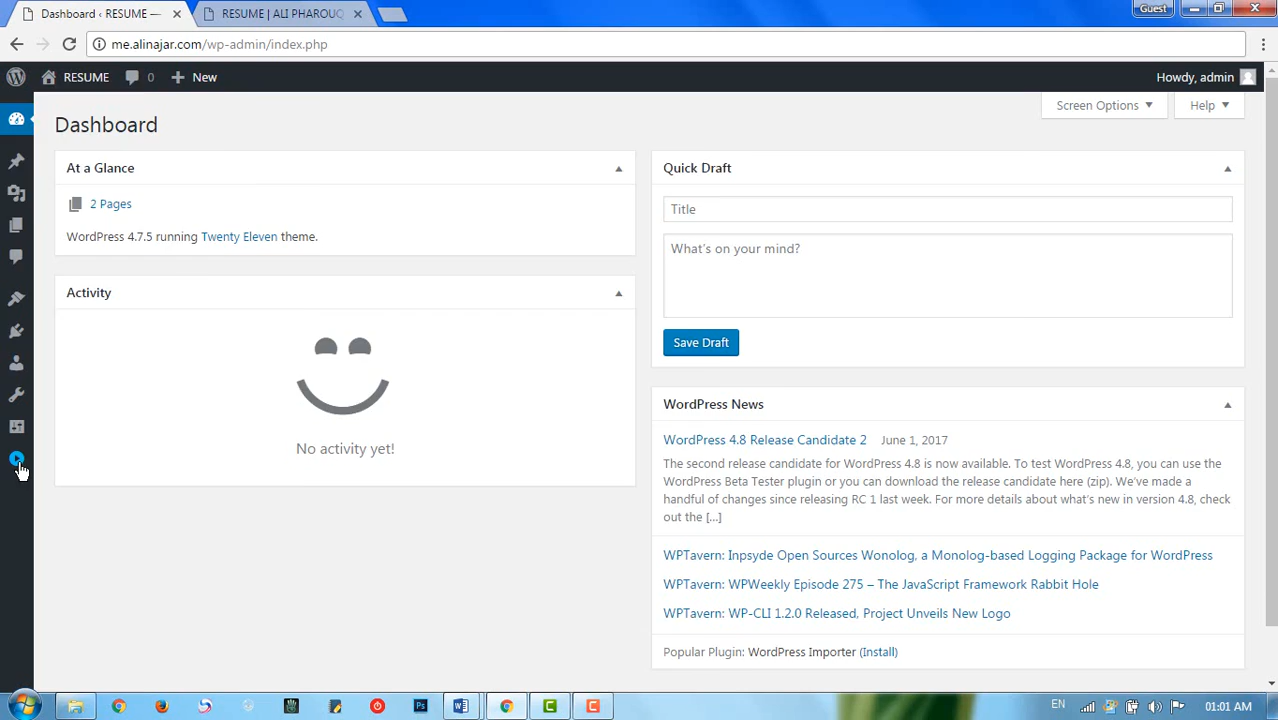 Dashboard ‹ RESUME —
RESUME | ALI PHAROUQ
Guest
me.alinajar.com/wp-admin/index.php
RESUME 0 New
Howdy, admin
Screen Options
Help
Dashboard
At a Glance
2 Pages
WordPress 4.7.5 running Twenty Eleven theme.
Activity
No activity yet!
Quick Draft
Title
What's on your mind?
Save Draft
WordPress News
WordPress 4.8 Release Candidate 2 June 1, 2017
The second release candidate for WordPress 4.8 is now available. To test WordPress 4.8, you can use the
WordPress Beta Tester plugin or you can download the release candidate here (zip). We've made a
handful of changes since releasing RC 1 last week. For more details about what's new in version 4.8, check
out the [...]
WPTavern: Inpsyde Open Sources Wonolog, a Monolog-based Logging Package for WordPress
WPTavern: WPWeekly Episode 275 – The JavaScript Framework Rabbit Hole
WPTavern: WP-CLI 1.2.0 Released, Project Unveils New Logo
Popular Plugin: WordPress Importer (Install)
EN
01:01 AM